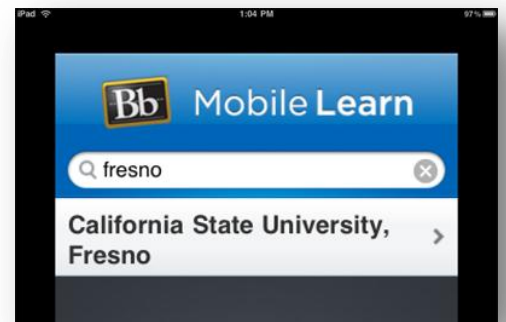 iPad 1:04 PM 97%
Bb Mobile Learn
fresno
California State University,
Fresno